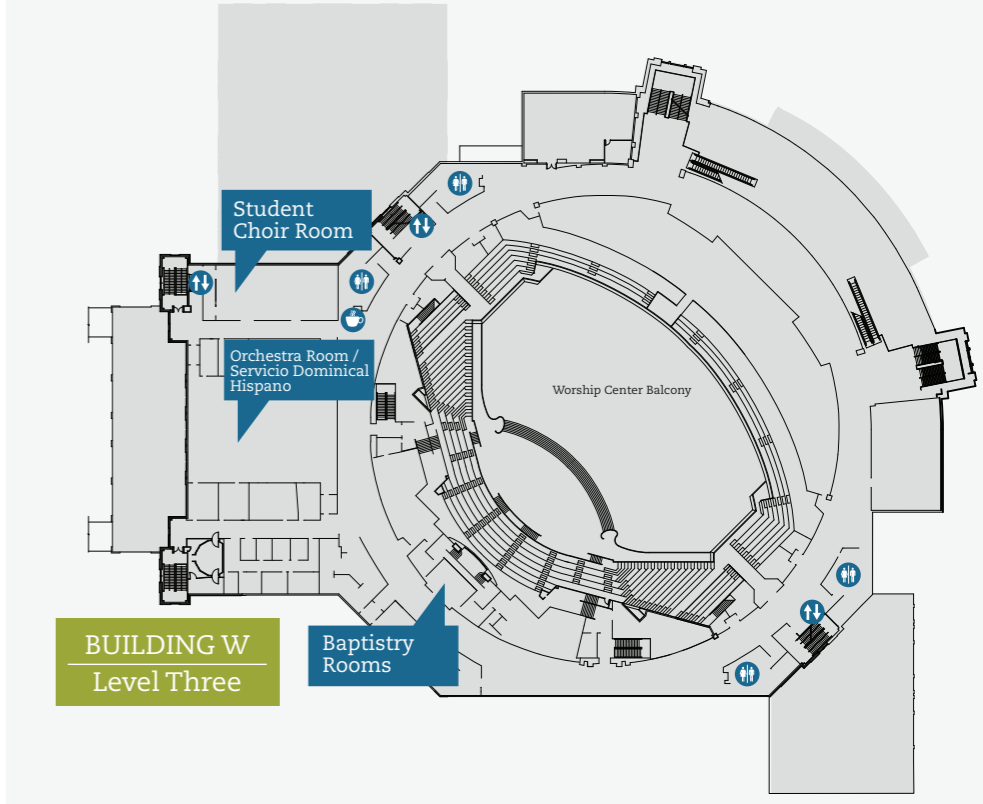 Student
Choir Room
Orchestra Room /
Servicio Dominical
Hispano
Worship Center Balcony
Baptistry
Rooms
BUILDING W
Level Three